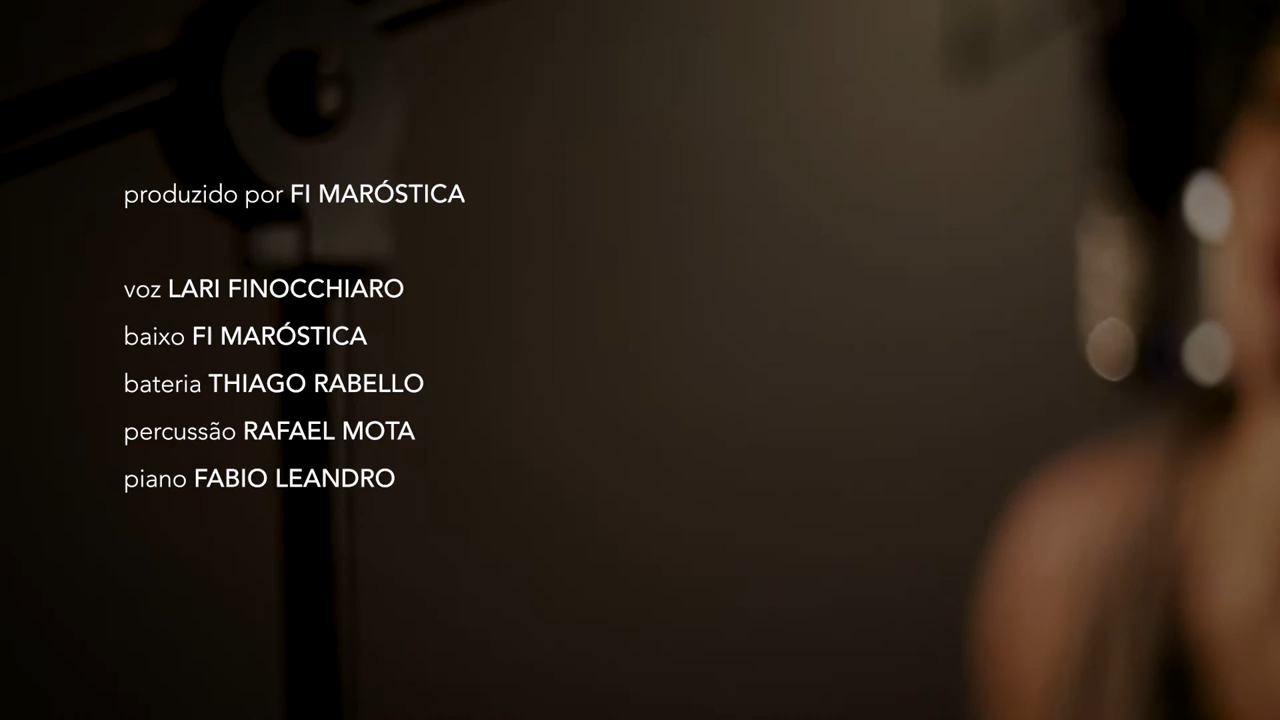 produzido por FI MARÓSTICA
voz LARI FINOCCHIARO
baixo FI MARÓSTICA
bateria THIAGO RABELLO
percussão RAFAEL MOTA
piano FABIO LEANDRO